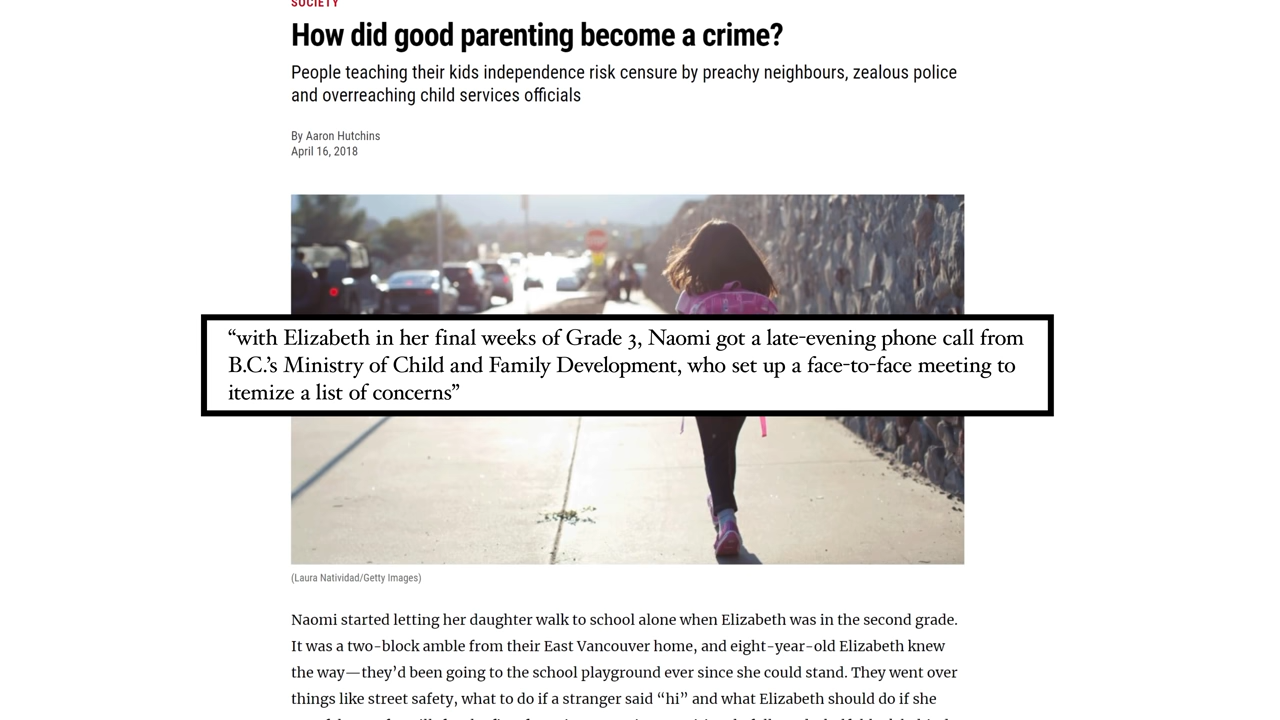 SOCIETY
How did good parenting become a crime?
People teaching their kids independence risk censure by preachy neighbours, zealous police
and overreaching child services officials
By Aaron Hutchins
April 16, 2018
“with Elizabeth in her final weeks of Grade 3, Naomi got a late-evening phone call from
B.C.’s Ministry of Child and Family Development, who set up a face-to-face meeting to
itemize a list of concerns”
(Laura Natividad/Getty Images)
Naomi started letting her daughter walk to school alone when Elizabeth was in the second grade.
It was a two-block amble from their East Vancouver home, and eight-year-old Elizabeth knew
the way—they’d been going to the school playground ever since she could stand. They went over
things like street safety, what to do if a stranger said “hi” and what Elizabeth should do if she